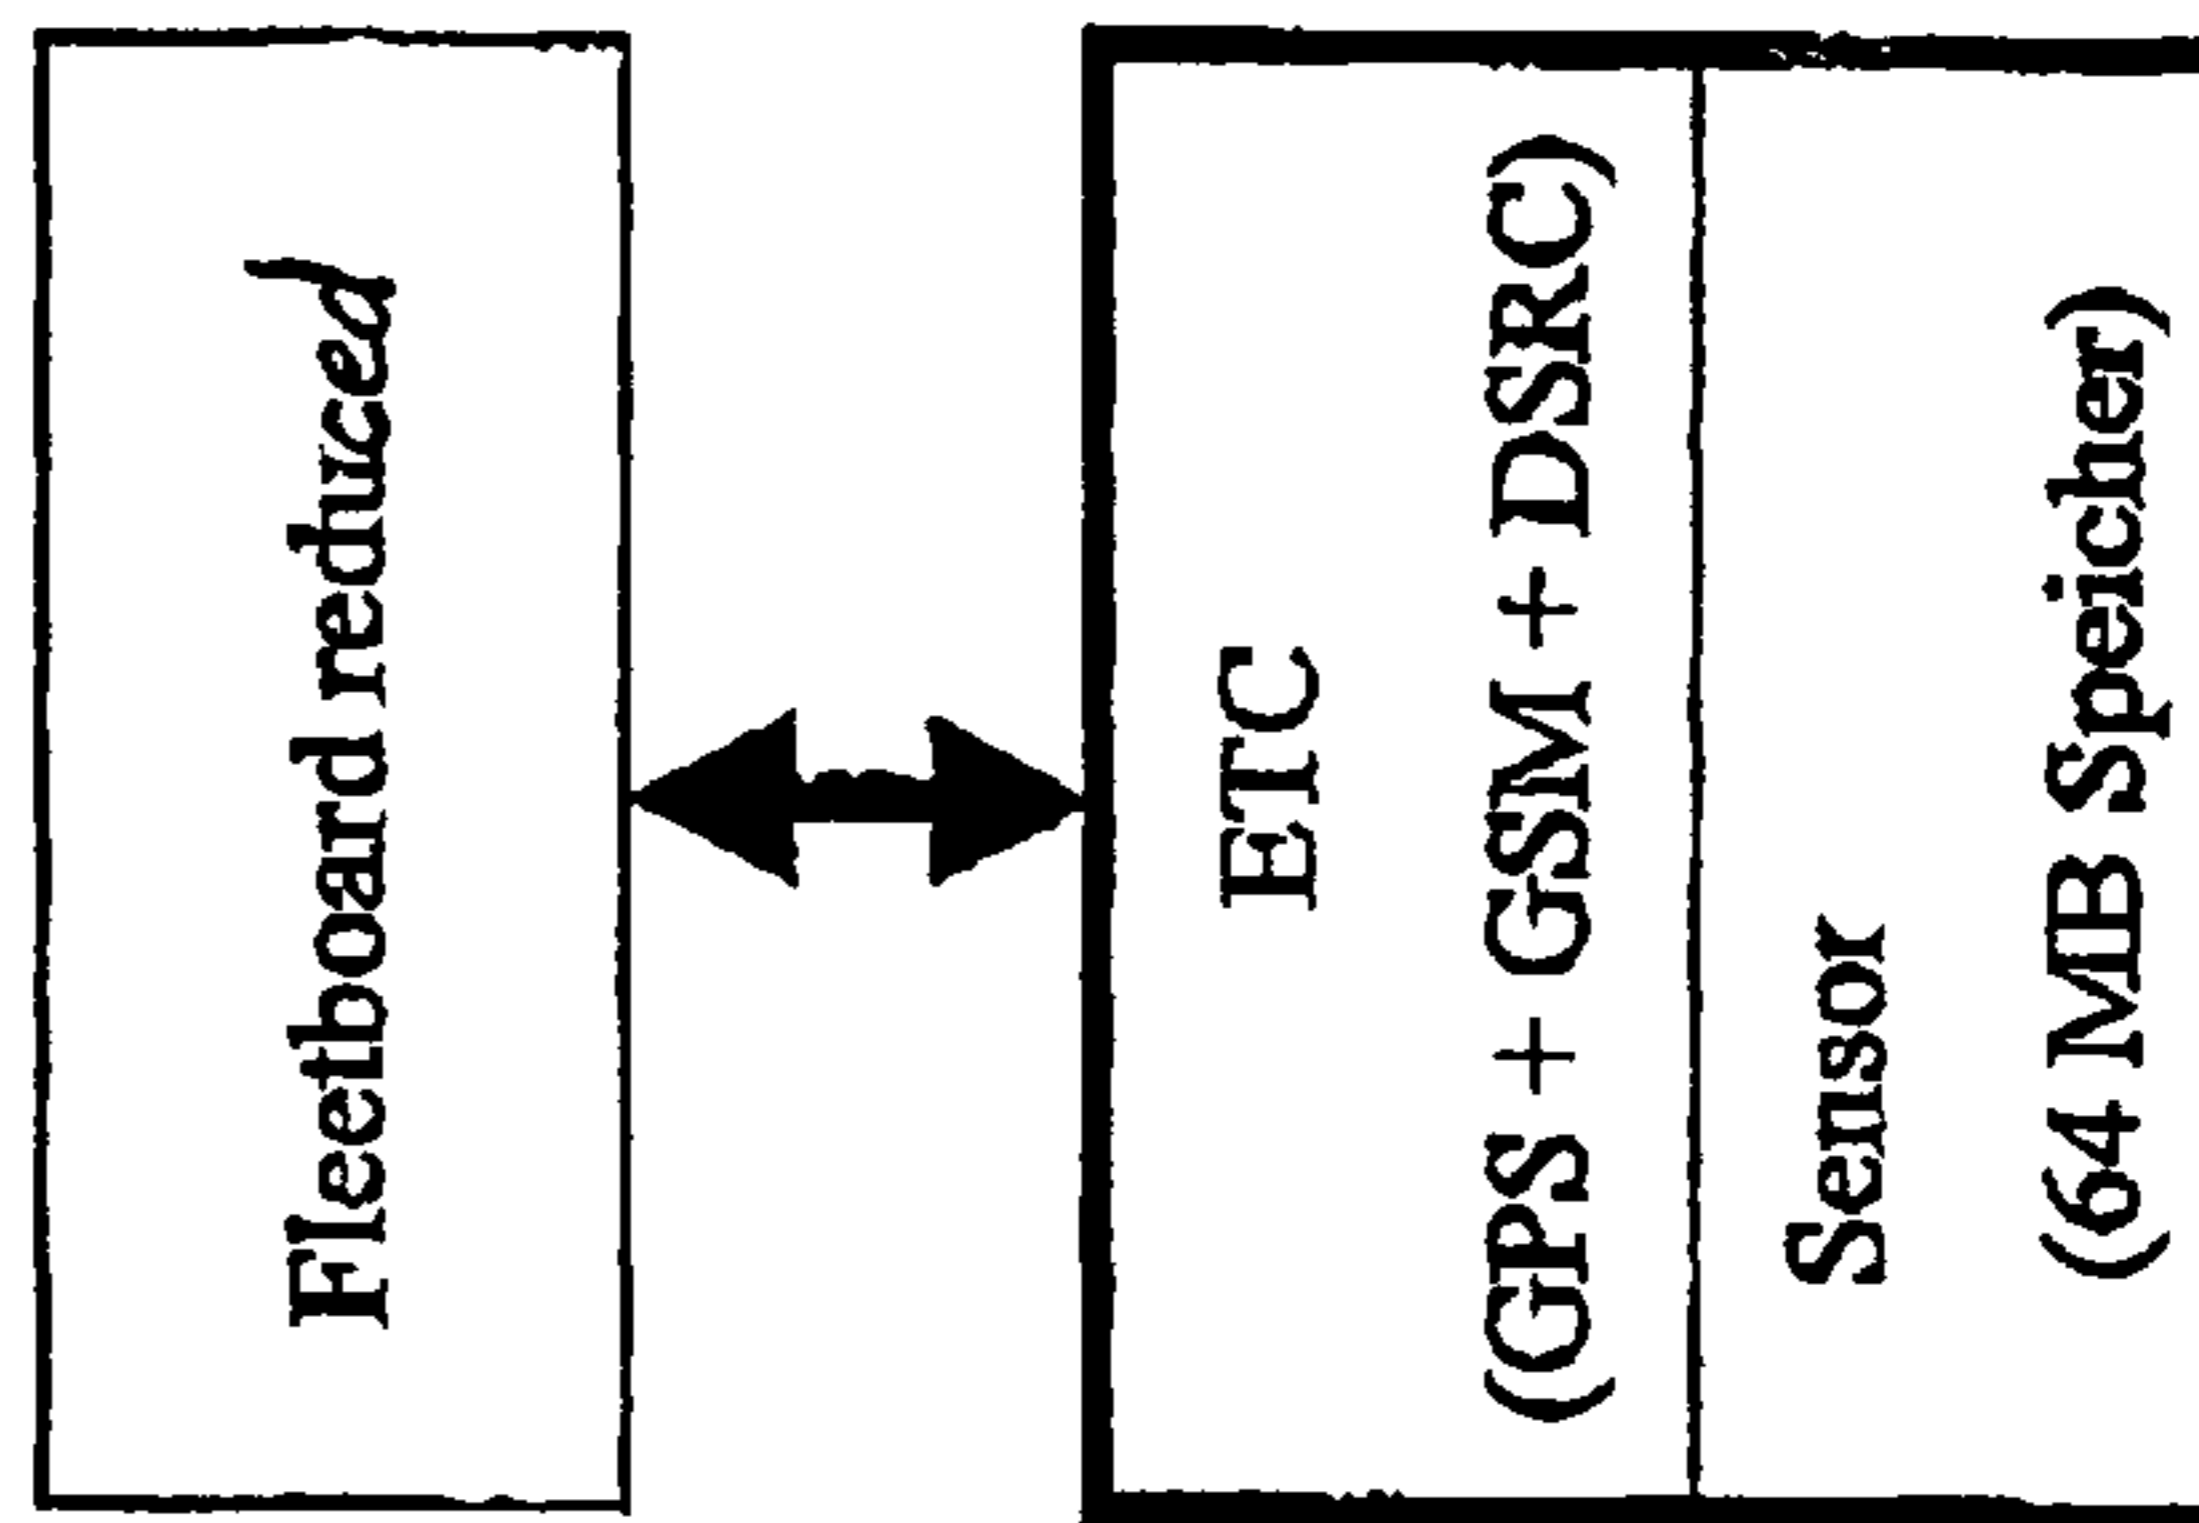 Fleetboard reduced
ETC
(GPS + GSM + DSRC)
Sensor
(64 MB Speicher)